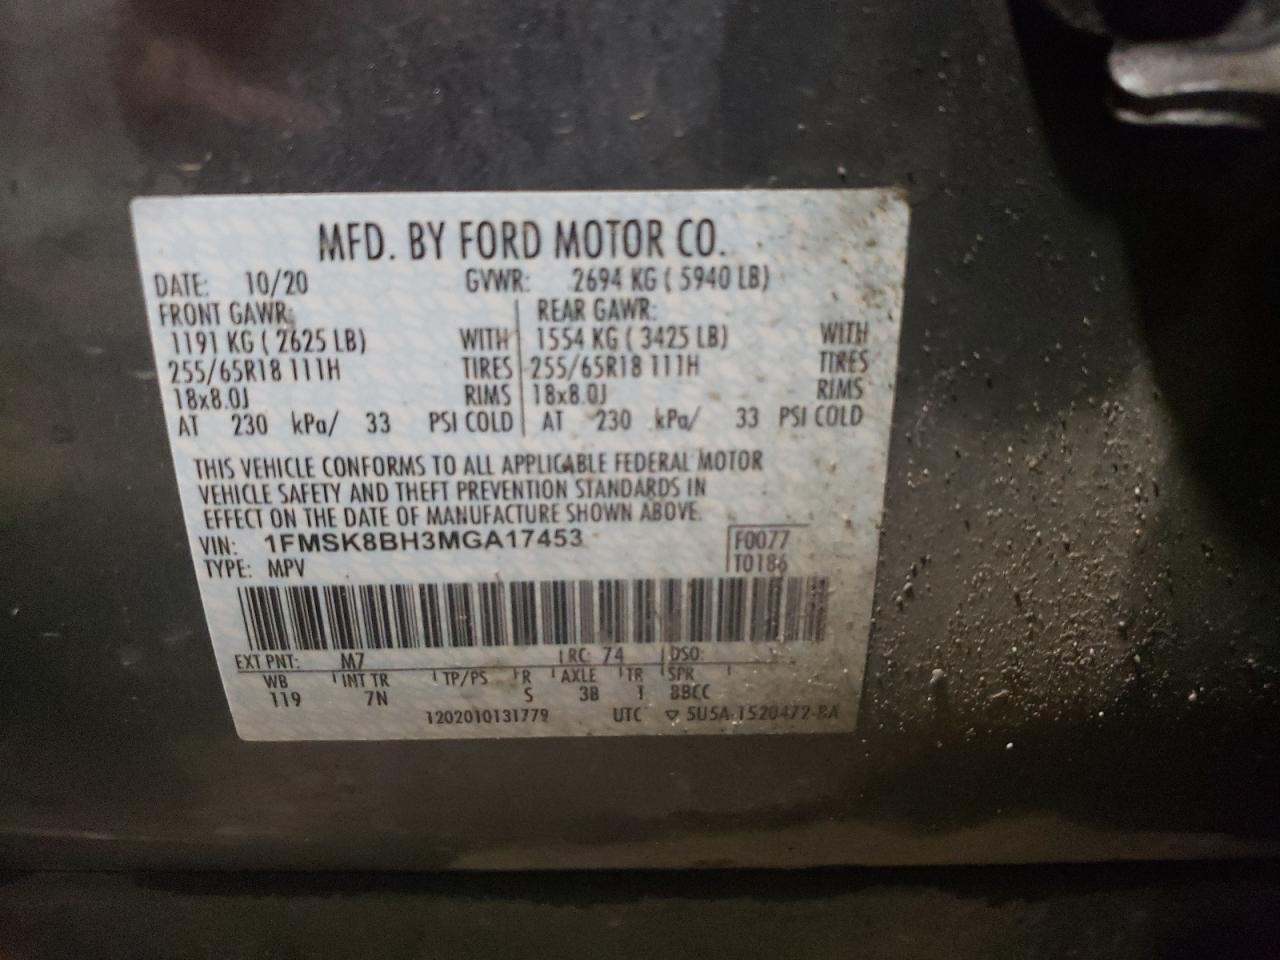 MFD. BY FORD MOTOR CO.
DATE: 10/20 GVWR: 2694 KG ( 5940 LB)
FRONT GAWR: REAR GAWR:
1191 KG ( 2625 LB) WITH 1554 KG ( 3425 LB) WITH
255/65R18 111H TIRES 255/65R18 111H TIRES
18x8.0J RIMS 18x8.0J RIMS
AT 230 kPa/ 33 PSI COLD AT 230 kPa/ 33 PSI COLD
THIS VEHICLE CONFORMS TO ALL APPLICABLE FEDERAL MOTOR
VEHICLE SAFETY AND THEFT PREVENTION STANDARDS IN
EFFECT ON THE DATE OF MANUFACTURE SHOWN ABOVE.
VIN: 1FMSK8BH3MGA17453 F0077
TYPE: MPV T0186
EXT PNT: M7 RC: 74 DSO:
WB INT TR TP/PS R AXLE TR SPR
119 7N S 3B 1 8BCC
1202010131779 UTC ▽ 5U5A-1520472-BA